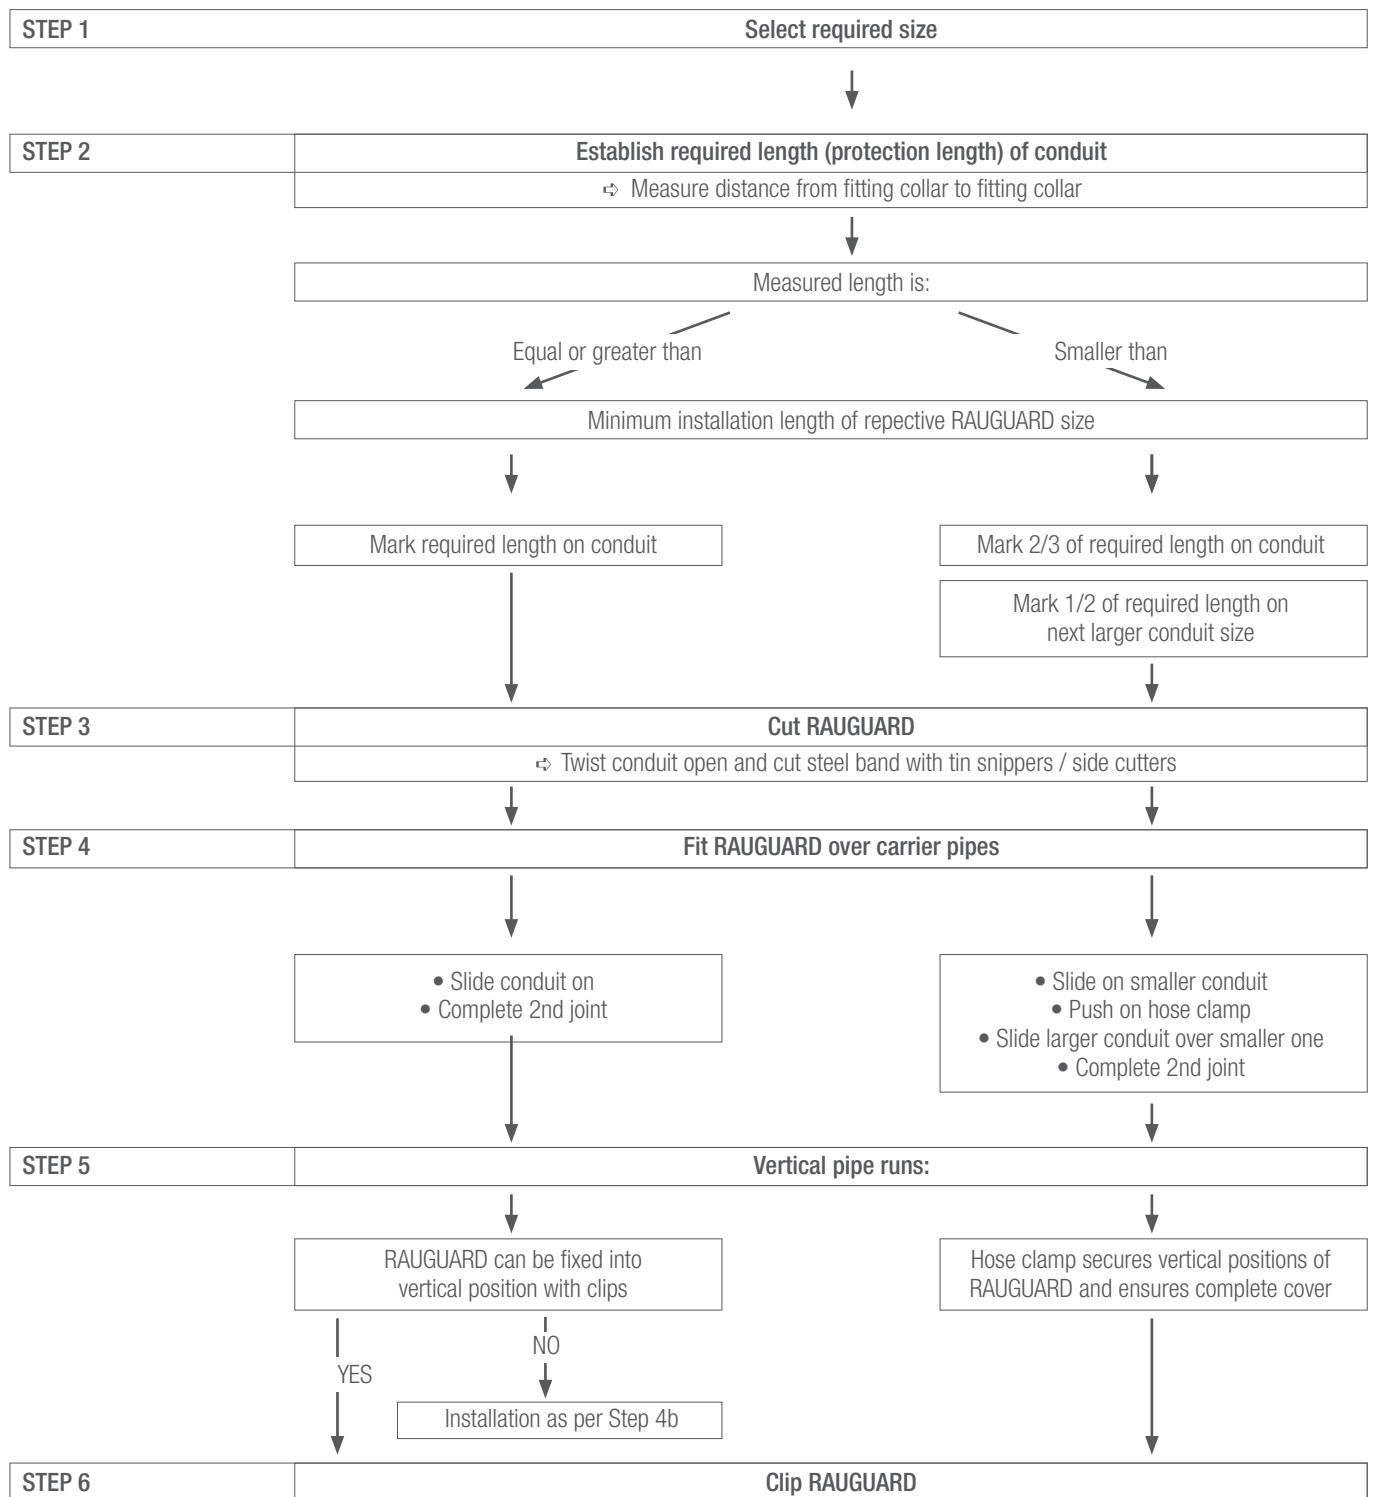 STEP 1 Select required size
STEP 2 Establish required length (protection length) of conduit
➪ Measure distance from fitting collar to fitting collar
Measured length is:
Equal or greater than Smaller than
Minimum installation length of repective RAUGUARD size
Mark required length on conduit
Mark 2/3 of required length on conduit
Mark 1/2 of required length on
next larger conduit size
STEP 3 Cut RAUGUARD
➪ Twist conduit open and cut steel band with tin snippers / side cutters
STEP 4 Fit RAUGUARD over carrier pipes
• Slide conduit on
• Complete 2nd joint
• Slide on smaller conduit
• Push on hose clamp
• Slide larger conduit over smaller one
• Complete 2nd joint
STEP 5 Vertical pipe runs:
RAUGUARD can be fixed into
vertical position with clips
Hose clamp secures vertical positions of
RAUGUARD and ensures complete cover
NO
YES
Installation as per Step 4b
STEP 6 Clip RAUGUARD